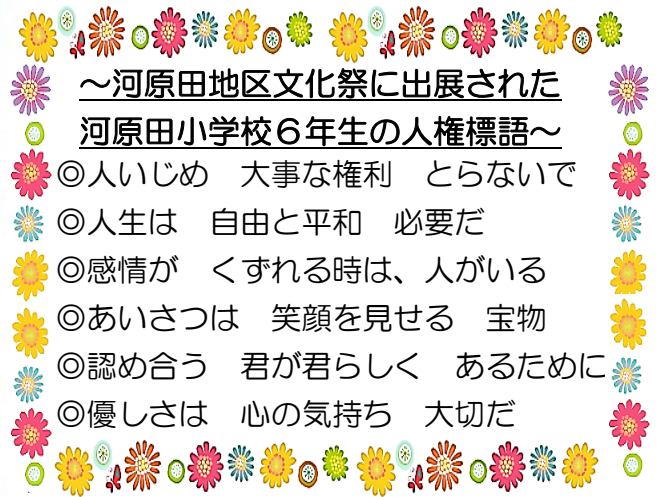 ～河原田地区文化祭に出展された
河原田小学校６年生の人権標語～
◎人いじめ　大事な権利　とらないで
◎人生は　自由と平和　必要だ
◎感情が　くずれる時は、人がいる
◎あいさつは　笑顔を見せる　宝物
◎認め合う　君が君らしく　あるために
◎優しさは　心の気持ち　大切だ